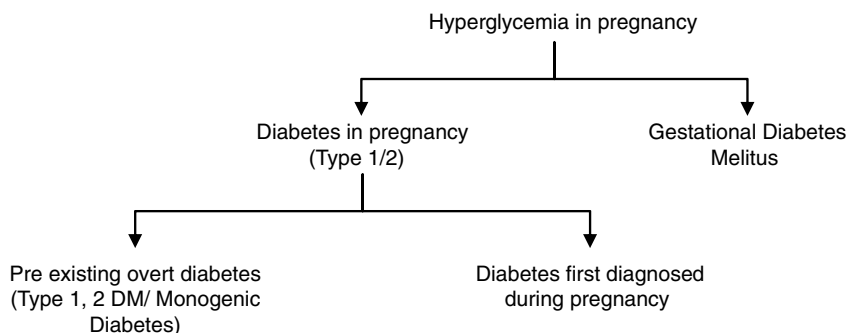 Hyperglycemia in pregnancy
Diabetes in pregnancy
(Type 1/2)
Gestational Diabetes
Melitus
Pre existing overt diabetes
(Type 1, 2 DM/ Monogenic
Diabetes)
Diabetes first diagnosed
during pregnancy